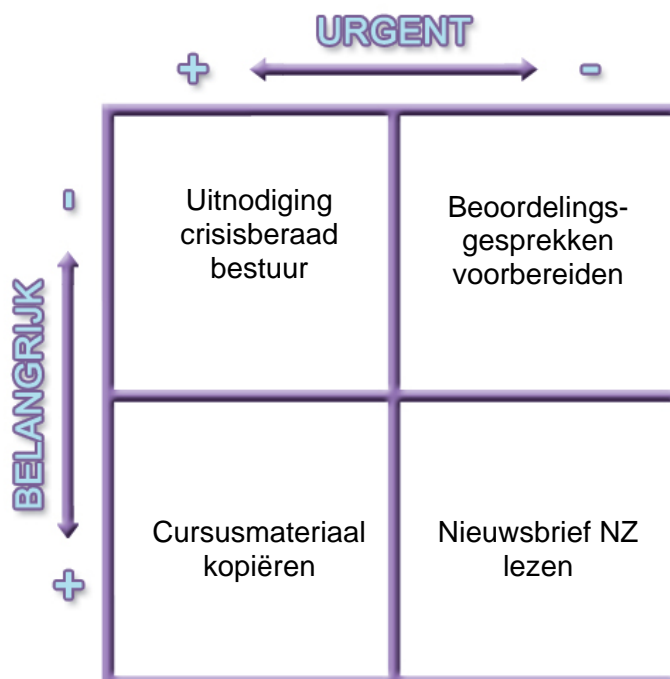 URGENT
+ -
-
BELANGRIJK
+
Uitnodiging
crisisberaad
bestuur
Beoordelings-
gesprekken
voorbereiden
Cursusmateriaal
kopiëren
Nieuwsbrief NZ
lezen